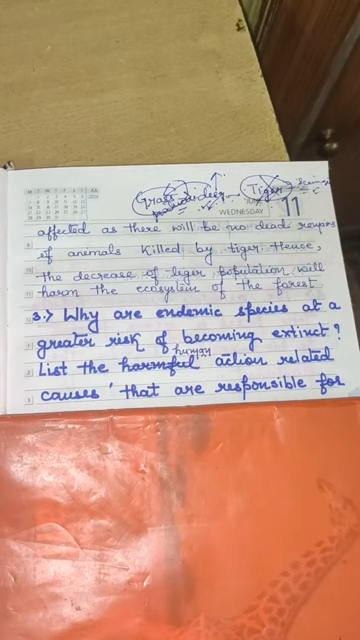 Grass deer Tiger
WEDNESDAY 11
affected as there will be no dead
of animals killed by tiger. Hence,
the decrease of tiger population will
harm the ecosystem of the forest
3.) Why are endemic species at a
greater risk of becoming extinct?
human
List the harmful action related
causes that are responsible for